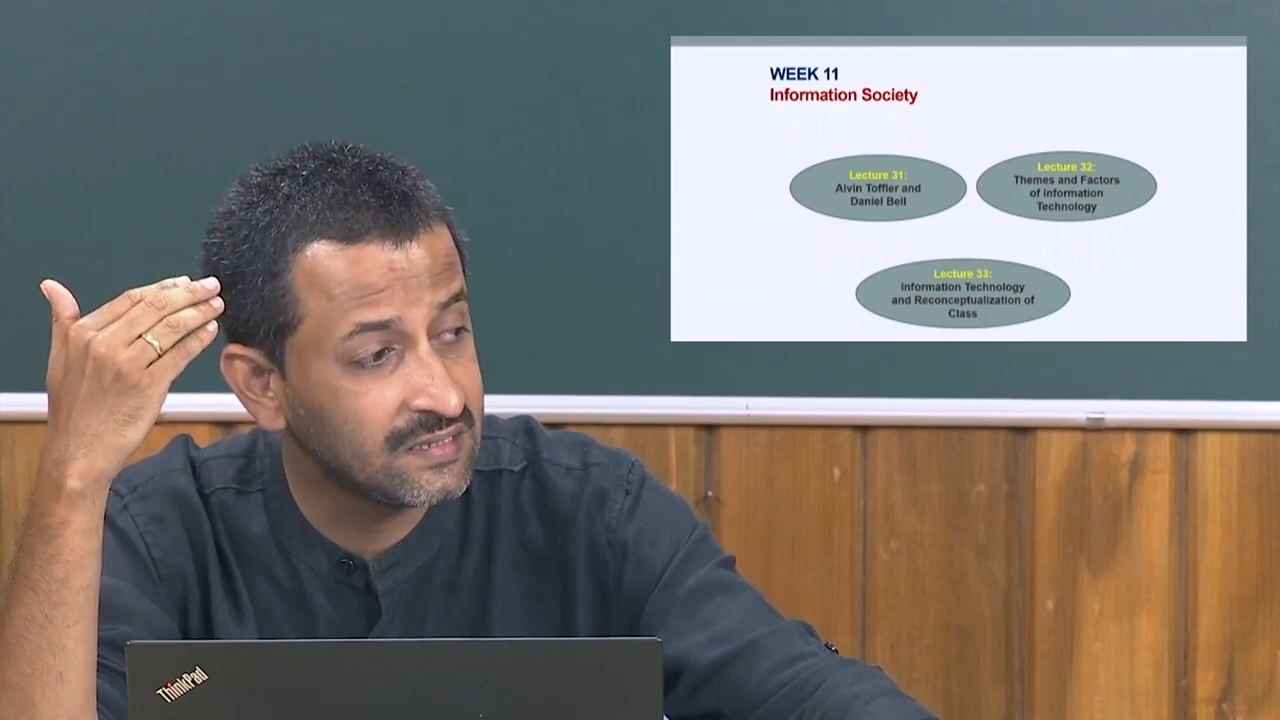 WEEK 11
Information Society
Lecture 31:
Alvin Toffler and
Daniel Bell
Lecture 32:
Themes and Factors
of Information
Technology
Lecture 33:
Information Technology
and Reconceptualization of
Class
ThinkPad